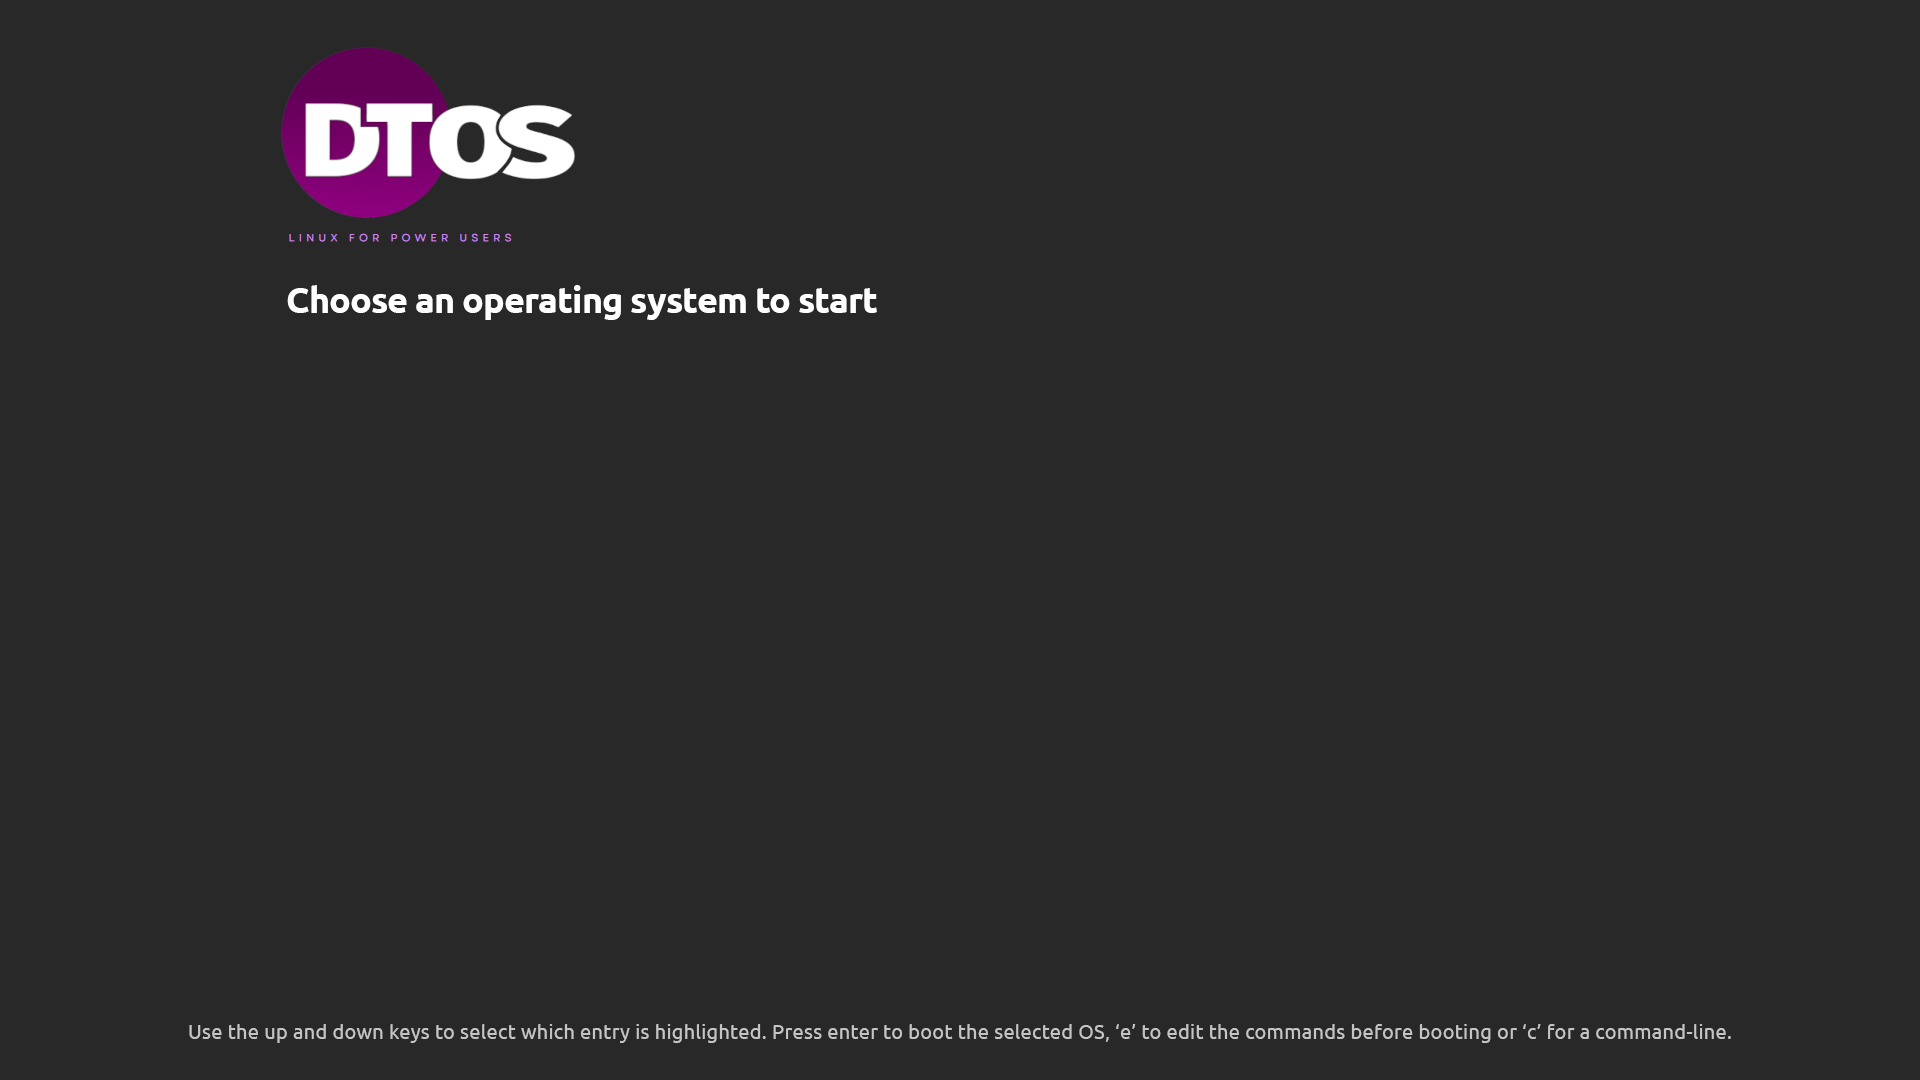 DTOS
LINUX FOR POWER USERS
Choose an operating system to start
Use the up and down keys to select which entry is highlighted. Press enter to boot the selected OS, ‘e’ to edit the commands before booting or ‘c’ for a command-line.